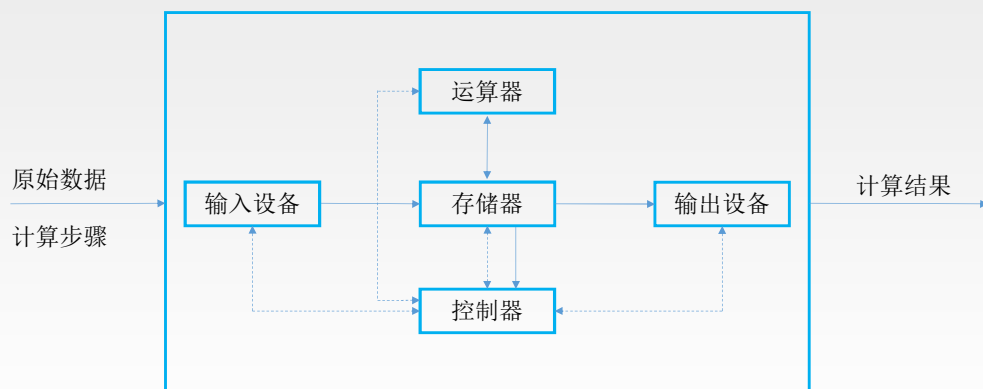 运算器
原始数据
计算步骤
输入设备
存储器
输出设备
计算结果
控制器